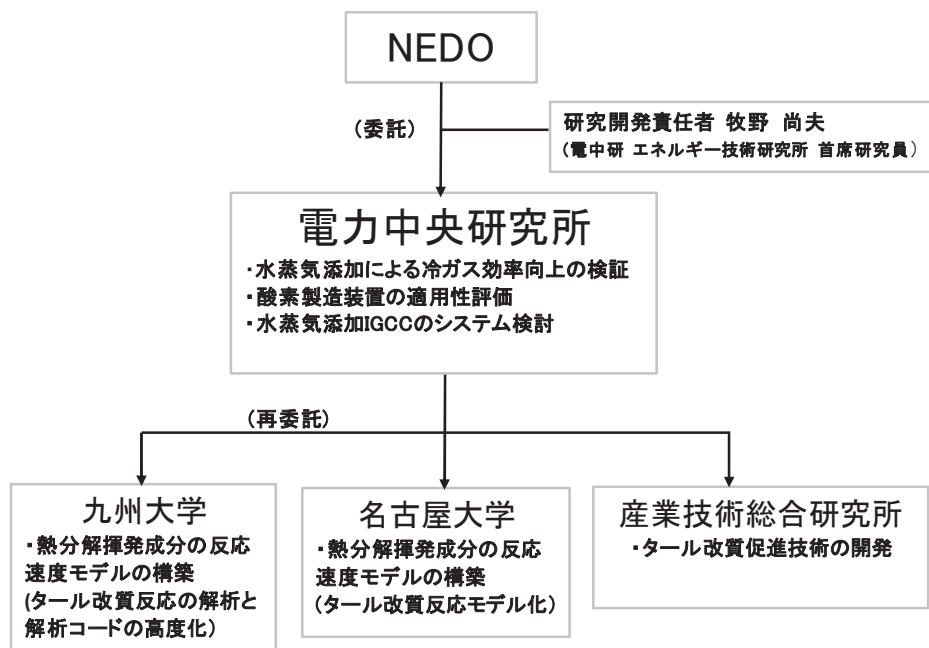 NEDO
（委託）
研究開発責任者 牧野 尚夫
（電中研 エネルギー技術研究所 首席研究員）
電力中央研究所
・水蒸気添加による冷ガス効率向上の検証
・酸素製造装置の適用性評価
・水蒸気添加IGCCのシステム検討
（再委託）
九州大学
・熱分解揮発成分の反応
速度モデルの構築
(タール改質反応の解析と
解析コードの高度化）
名古屋大学
・熱分解揮発成分の反応
速度モデルの構築
（タール改質反応モデル化）
産業技術総合研究所
・タール改質促進技術の開発